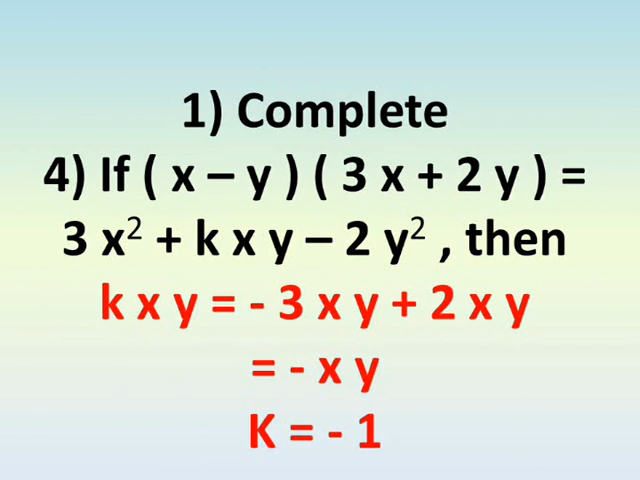 1) Complete
4) If ( x – y ) ( 3 x + 2 y ) =
3 x² + k x y – 2 y² , then
k x y = - 3 x y + 2 x y
= - x y
K = - 1